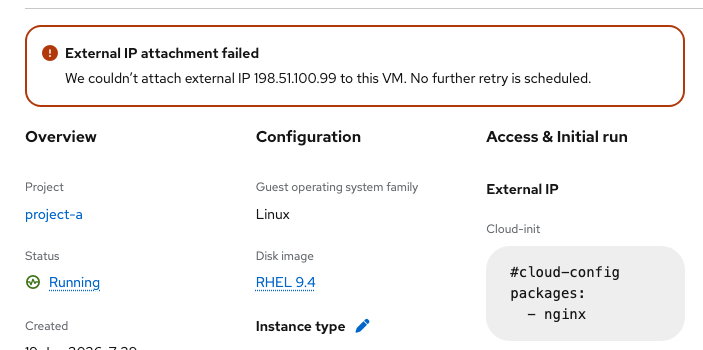 External IP attachment failed
We couldn’t attach external IP 198.51.100.99 to this VM. No further retry is scheduled.
Overview
Project
project-a
Status
Running
Created
Configuration
Guest operating system family
Linux
Disk image
RHEL 9.4
Instance type
Access & Initial run
External IP
Cloud-init
#cloud-config
packages:
  - nginx